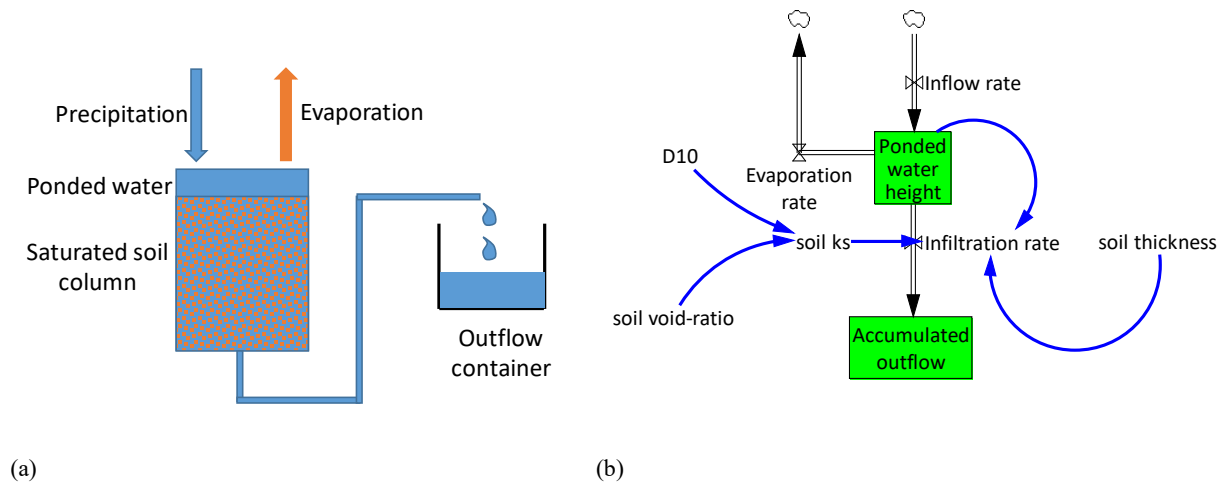 Precipitation
Evaporation
Ponded water
Saturated soil
column
Outflow
container
(a)
Inflow rate
D10
Ponded
water
height
Evaporation
rate
soil ks
Infiltration rate
soil thickness
soil void-ratio
Accumulated
outflow
(b)